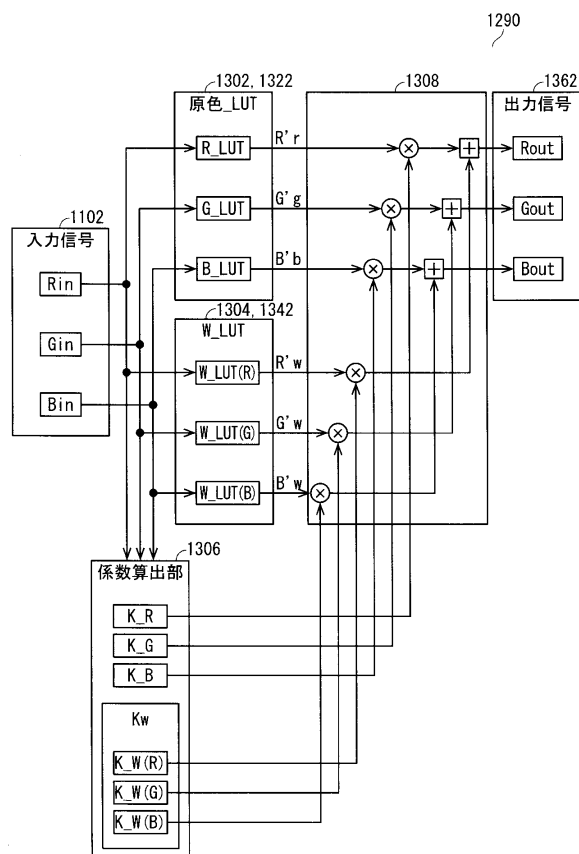 1290
1302, 1322
1308
1362
原色_LUT
出力信号
R_LUT
R'r
Rout
G_LUT
G'g
Gout
B_LUT
B'b
Bout
1102
入力信号
Rin
Gin
Bin
1304, 1342
W_LUT
W_LUT(R)
R'w
W_LUT(G)
G'w
W_LUT(B)
B'w
1306
係数算出部
K_R
K_G
K_B
Kw
K_W(R)
K_W(G)
K_W(B)